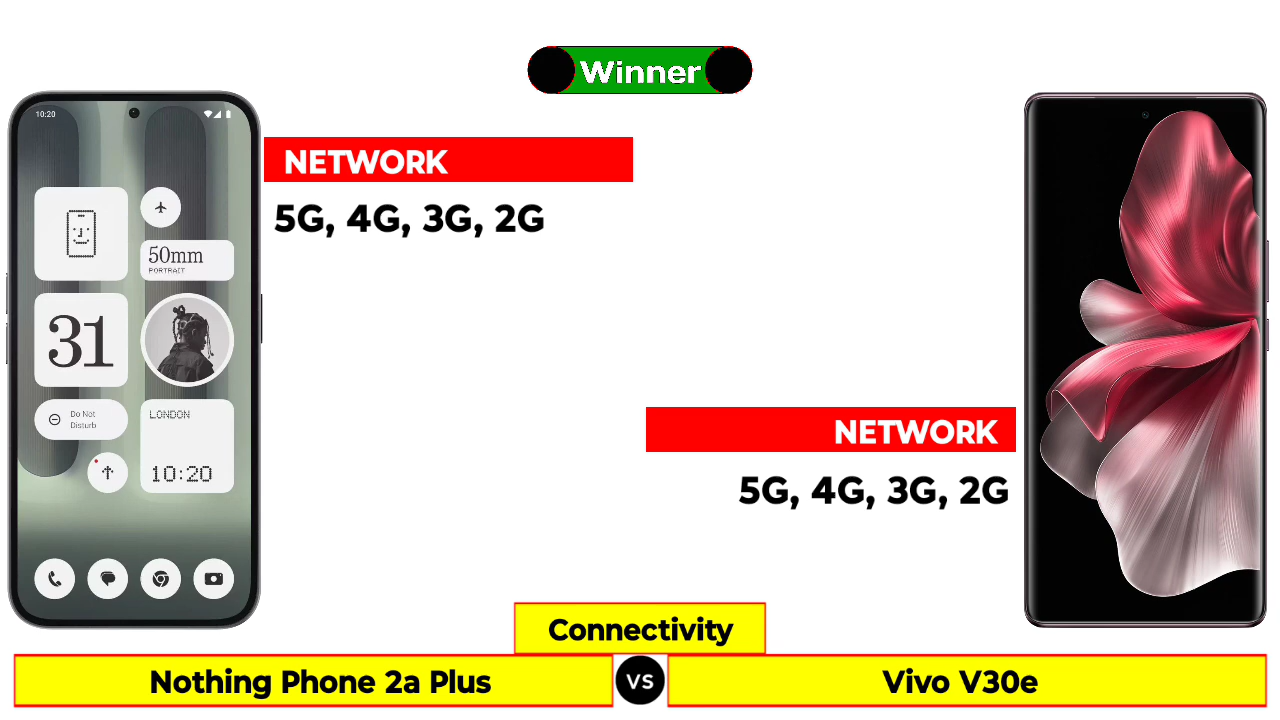 Winner
10:20
NETWORK
5G, 4G, 3G, 2G
50mm
PORTRAIT
31
Do Not
Disturb
LONDON
10:20
NETWORK
5G, 4G, 3G, 2G
Connectivity
Nothing Phone 2a Plus
VS
Vivo V30e